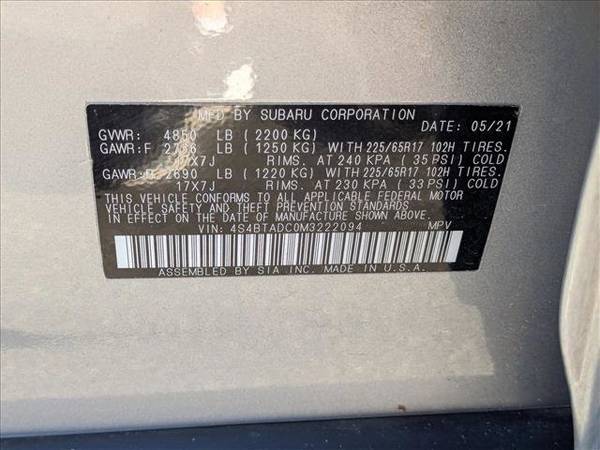 MFD BY SUBARU CORPORATION
DATE: 05/21
GVWR: 4850 LB (2200 KG)
GAWR:F 2756 LB (1250 KG) WITH 225/65R17 102H TIRES.
17X7J RIMS. AT 240 KPA (35 PSI) COLD
GAWR:R 2690 LB (1220 KG) WITH 225/65R17 102H TIRES.
17X7J RIMS. AT 230 KPA (33 PSI) COLD
THIS VEHICLE CONFORMS TO ALL APPLICABLE FEDERAL MOTOR
VEHICLE SAFETY, BUMPER, AND THEFT PREVENTION STANDARDS
IN EFFECT ON THE DATE OF MANUFACTURE SHOWN ABOVE.
VIN: 4S4BTADC0M3222094 MPV
ASSEMBLED BY SIA INC. MADE IN U.S.A.